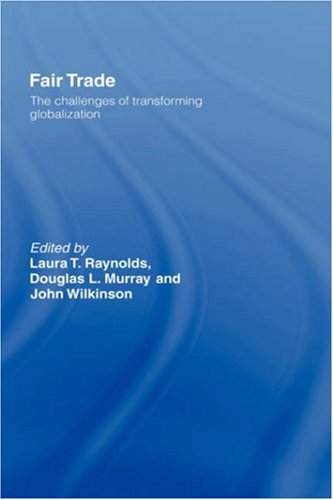 Fair Trade
The challenges of transforming
globalization
Edited by
Laura T. Raynolds,
Douglas L. Murray and
John Wilkinson